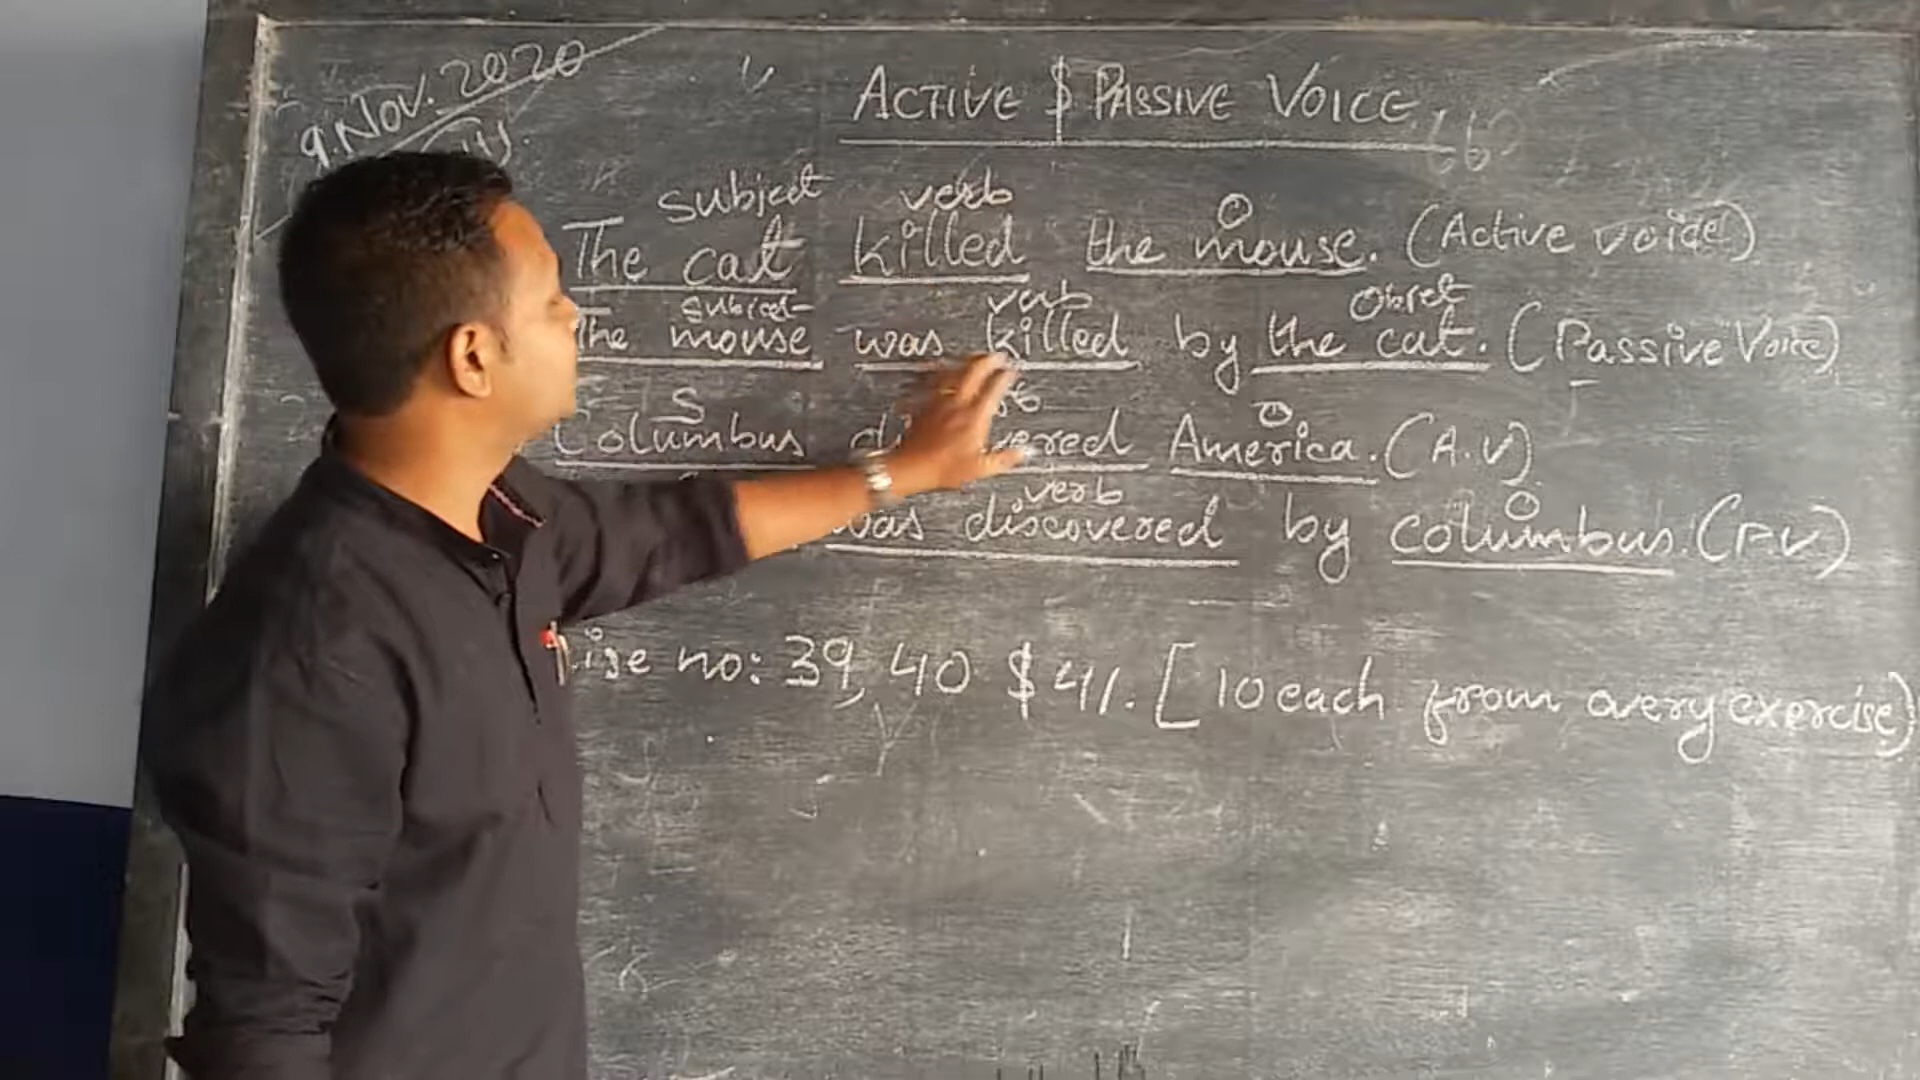 9.Nov.2020
ACTIVE $ PASSIVE VOICE.
subject verb O
The cat killed the mouse. (Active voice)
subject verb Object
The mouse was killed by the cat. (Passive Voice)
S O
Columbus America. (A.V)
verb O
was discovered by columbus. (P.V)
no: 39, 40 $ 41. [10 each from every exercise)